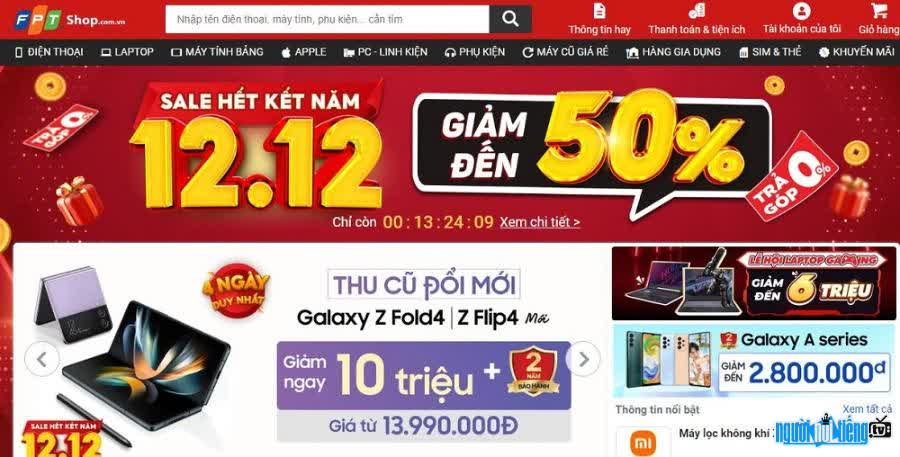 FPT Shop.com.vn
Nhập tên điện thoại, máy tính, phụ kiện... cần tìm
Thông tin hay
Thanh toán & tiện ích
Tài khoản của tôi
Giỏ hàng
ĐIỆN THOẠI
LAPTOP
MÁY TÍNH BẢNG
APPLE
PC - LINH KIỆN
PHỤ KIỆN
MÁY CŨ GIÁ RẺ
HÀNG GIA DỤNG
SIM & THẺ
KHUYẾN MÃI
SALE HẾT KẾT NĂM
12.12
GIẢM
ĐẾN
50%
TRẢ
GÓP 0%
TRẢ
GÓP 0%
Chỉ còn 00:13:24:09 Xem chi tiết >
4 NGÀY
DUY NHẤT
THU CŨ ĐỔI MỚI
Galaxy Z Fold4 | Z Flip4 Mới
Giảm
ngay
10 triệu +
2
NĂM
BẢO HÀNH
Giá từ 13.990.000Đ
SALE HẾT KẾT NĂM
12.12
LỄ HỘI LAPTOP GAMING
GIẢM
ĐẾN
6 TRIỆU
Galaxy A series
GIẢM
ĐẾN
2.800.000đ
Thông tin nổi bật
Xem tất cả
mi
Máy lọc không khí
người nổi tiếng
tv